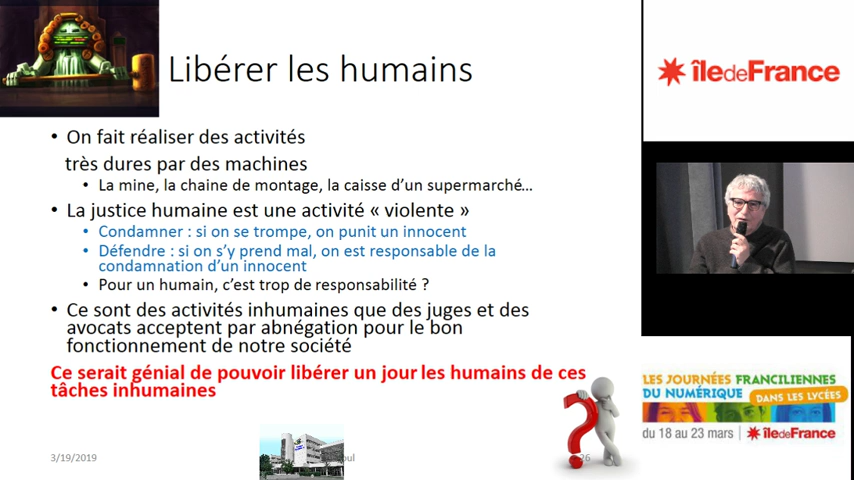 Libérer les humains
• On fait réaliser des activités
très dures par des machines
• La mine, la chaine de montage, la caisse d'un supermarché…
• La justice humaine est une activité « violente »
• Condamner : si on se trompe, on punit un innocent
• Défendre : si on s'y prend mal, on est responsable de la
condamnation d'un innocent
• Pour un humain, c'est trop de responsabilité ?
• Ce sont des activités inhumaines que des juges et des
avocats acceptent par abnégation pour le bon
fonctionnement de notre société
Ce serait génial de pouvoir libérer un jour les humains de ces
tâches inhumaines
3/19/2019
26
îledeFrance
LES JOURNÉES FRANCILIENNES
DU NUMÉRIQUE DANS LES LYCÉES
du 18 au 23 mars | îledeFrance